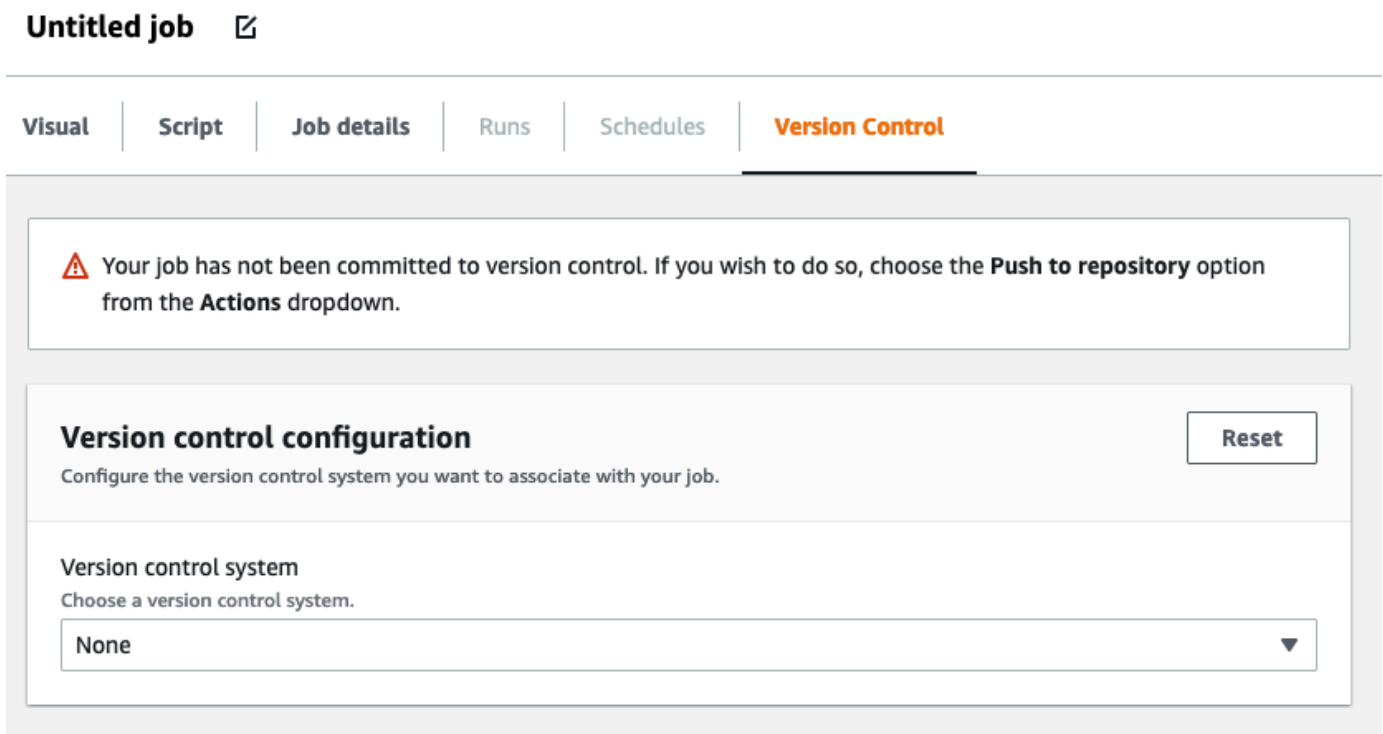 Untitled job
Visual
Script
Job details
Runs
Schedules
Version Control
Your job has not been committed to version control. If you wish to do so, choose the Push to repository option
from the Actions dropdown.
Version control configuration
Reset
Configure the version control system you want to associate with your job.
Version control system
Choose a version control system.
None